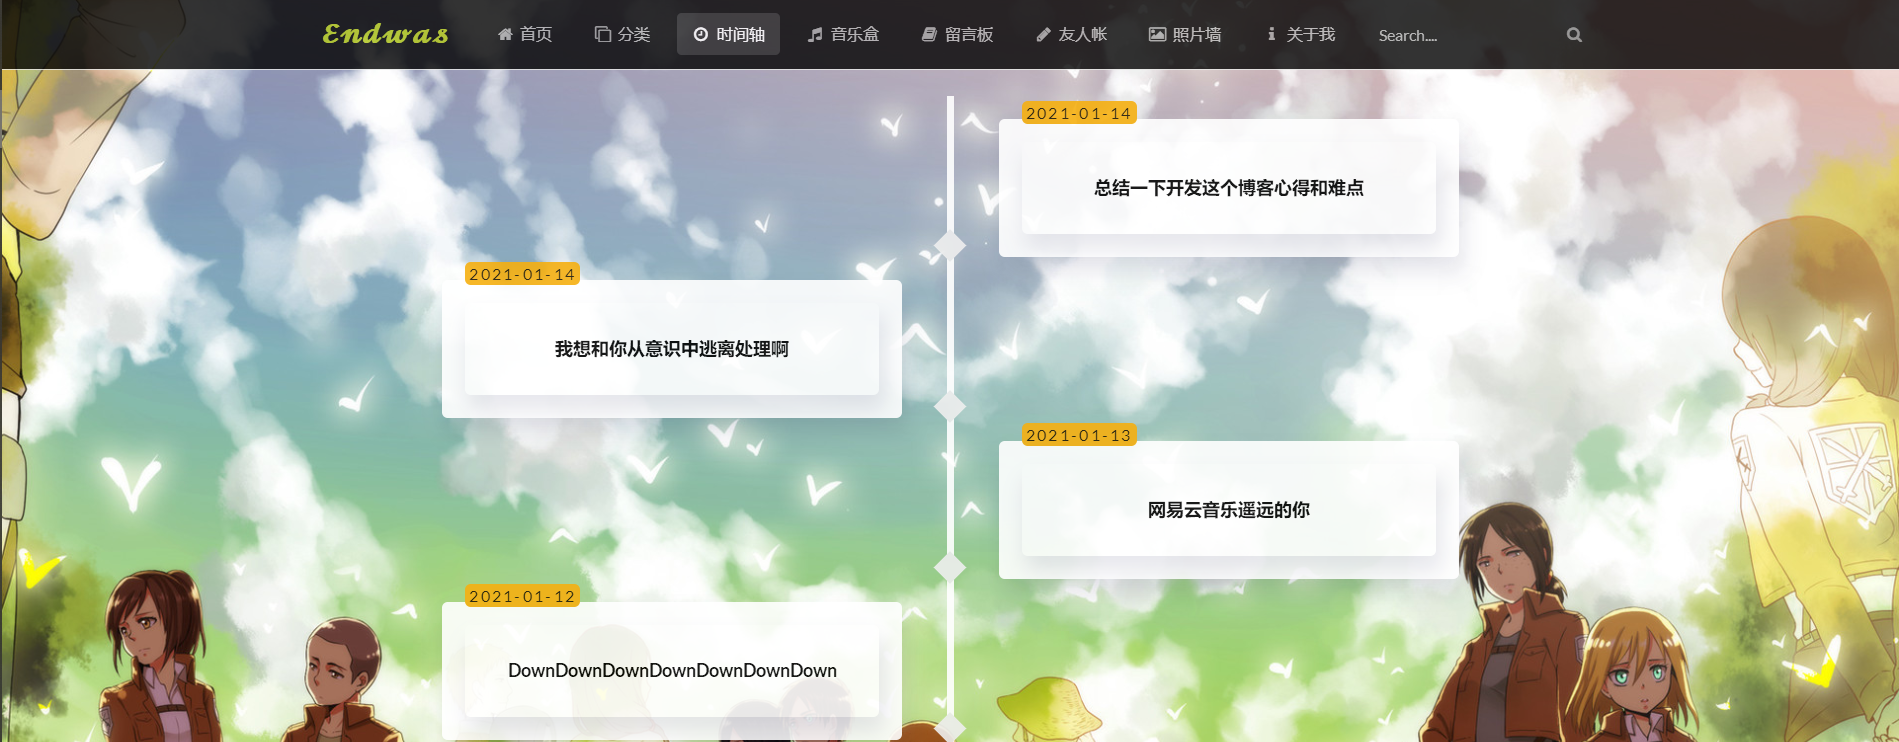 Endwas
首页
分类
时间轴
音乐盒
留言板
友人帐
照片墙
关于我
Search....
2021-01-14
总结一下开发这个博客心得和难点
2021-01-14
我想和你从意识中逃离处理啊
2021-01-13
网易云音乐遥远的你
2021-01-12
DownDownDownDownDownDownDown